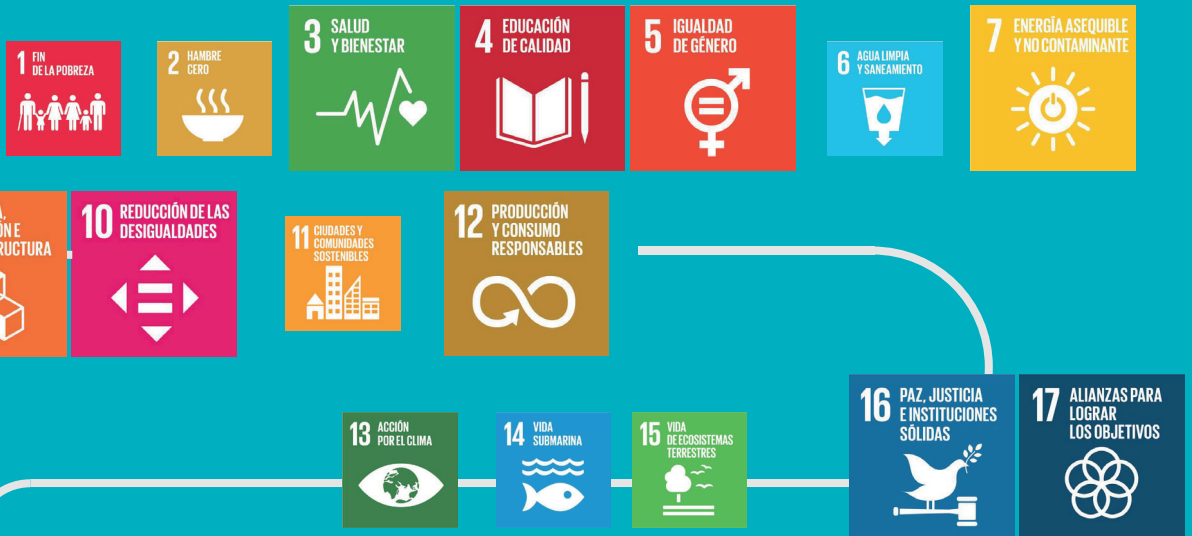 1 FIN
DE LA POBREZA
2 HAMBRE
CERO
3 SALUD
Y BIENESTAR
4 EDUCACIÓN
DE CALIDAD
5 IGUALDAD
DE GÉNERO
6 AGUA LIMPIA
Y SANEAMIENTO
7 ENERGÍA ASEQUIBLE
Y NO CONTAMINANTE
10 REDUCCIÓN DE LAS
DESIGUALDADES
11 CIUDADES Y
COMUNIDADES
SOSTENIBLES
12 PRODUCCIÓN
Y CONSUMO
RESPONSABLES
13 ACCIÓN
POR EL CLIMA
14 VIDA
SUBMARINA
15 VIDA
DE ECOSISTEMAS
TERRESTRES
16 PAZ, JUSTICIA
E INSTITUCIONES
SÓLIDAS
17 ALIANZAS PARA
LOGRAR
LOS OBJETIVOS